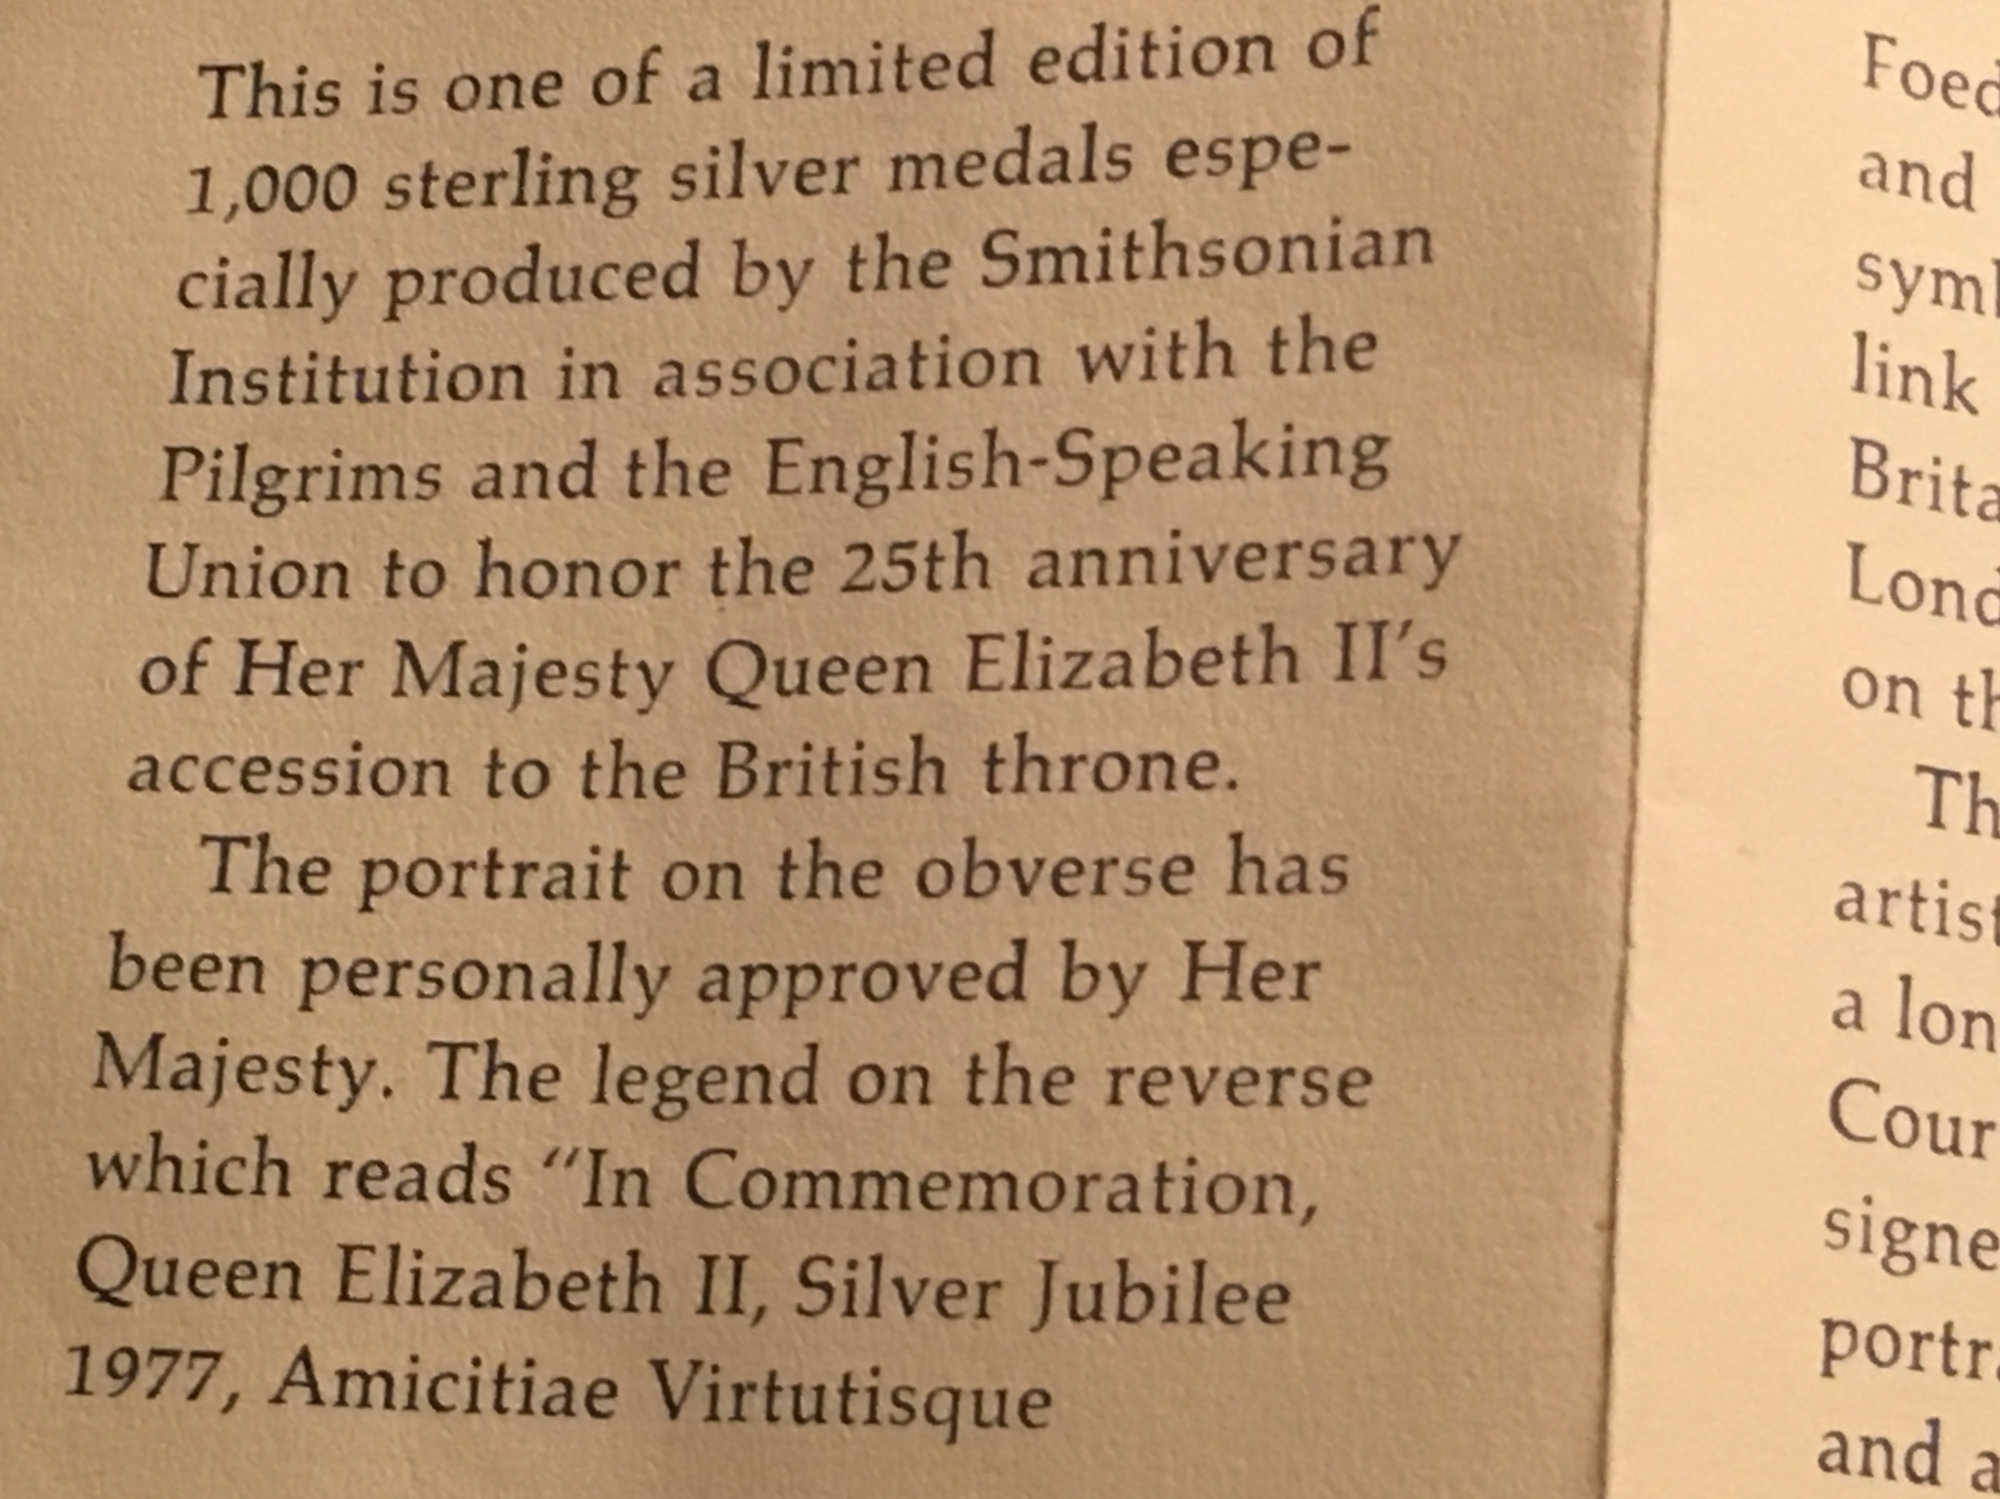 This is one of a limited edition of
1,000 sterling silver medals espe-
cially produced by the Smithsonian
Institution in association with the
Pilgrims and the English-Speaking
Union to honor the 25th anniversary
of Her Majesty Queen Elizabeth II's
accession to the British throne.
The portrait on the obverse has
been personally approved by Her
Majesty. The legend on the reverse
which reads “In Commemoration,
Queen Elizabeth II, Silver Jubilee
1977, Amicitiae Virtutisque
and
link
on
a
and a